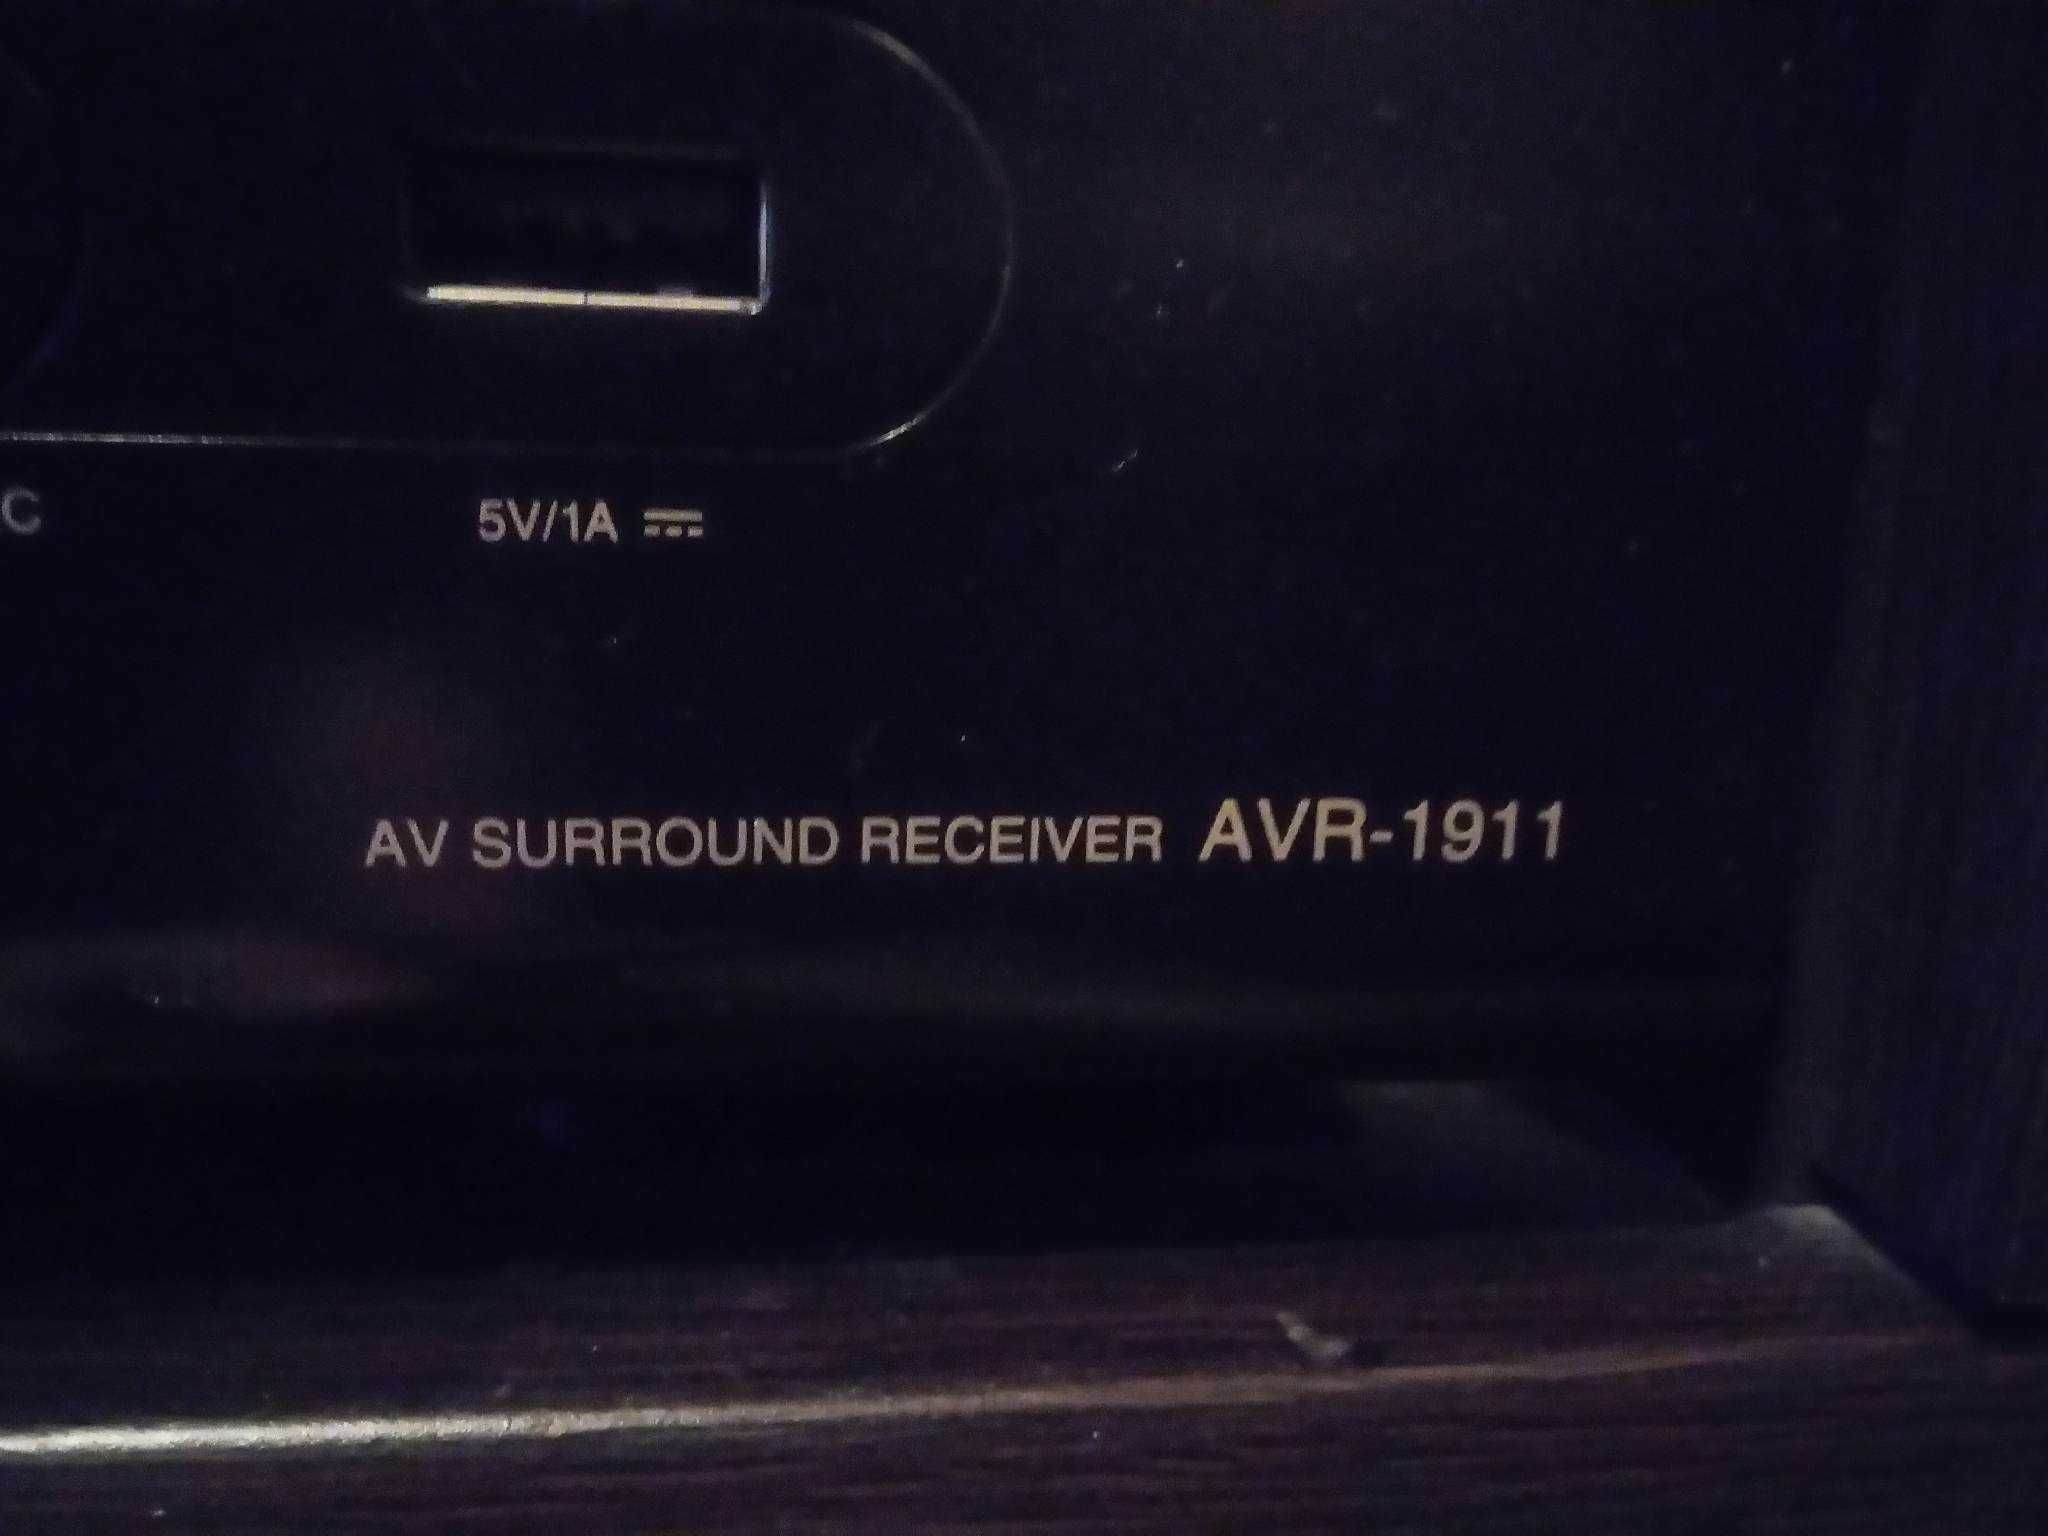 C
5V/1A ⎓
AV SURROUND RECEIVER AVR-1911